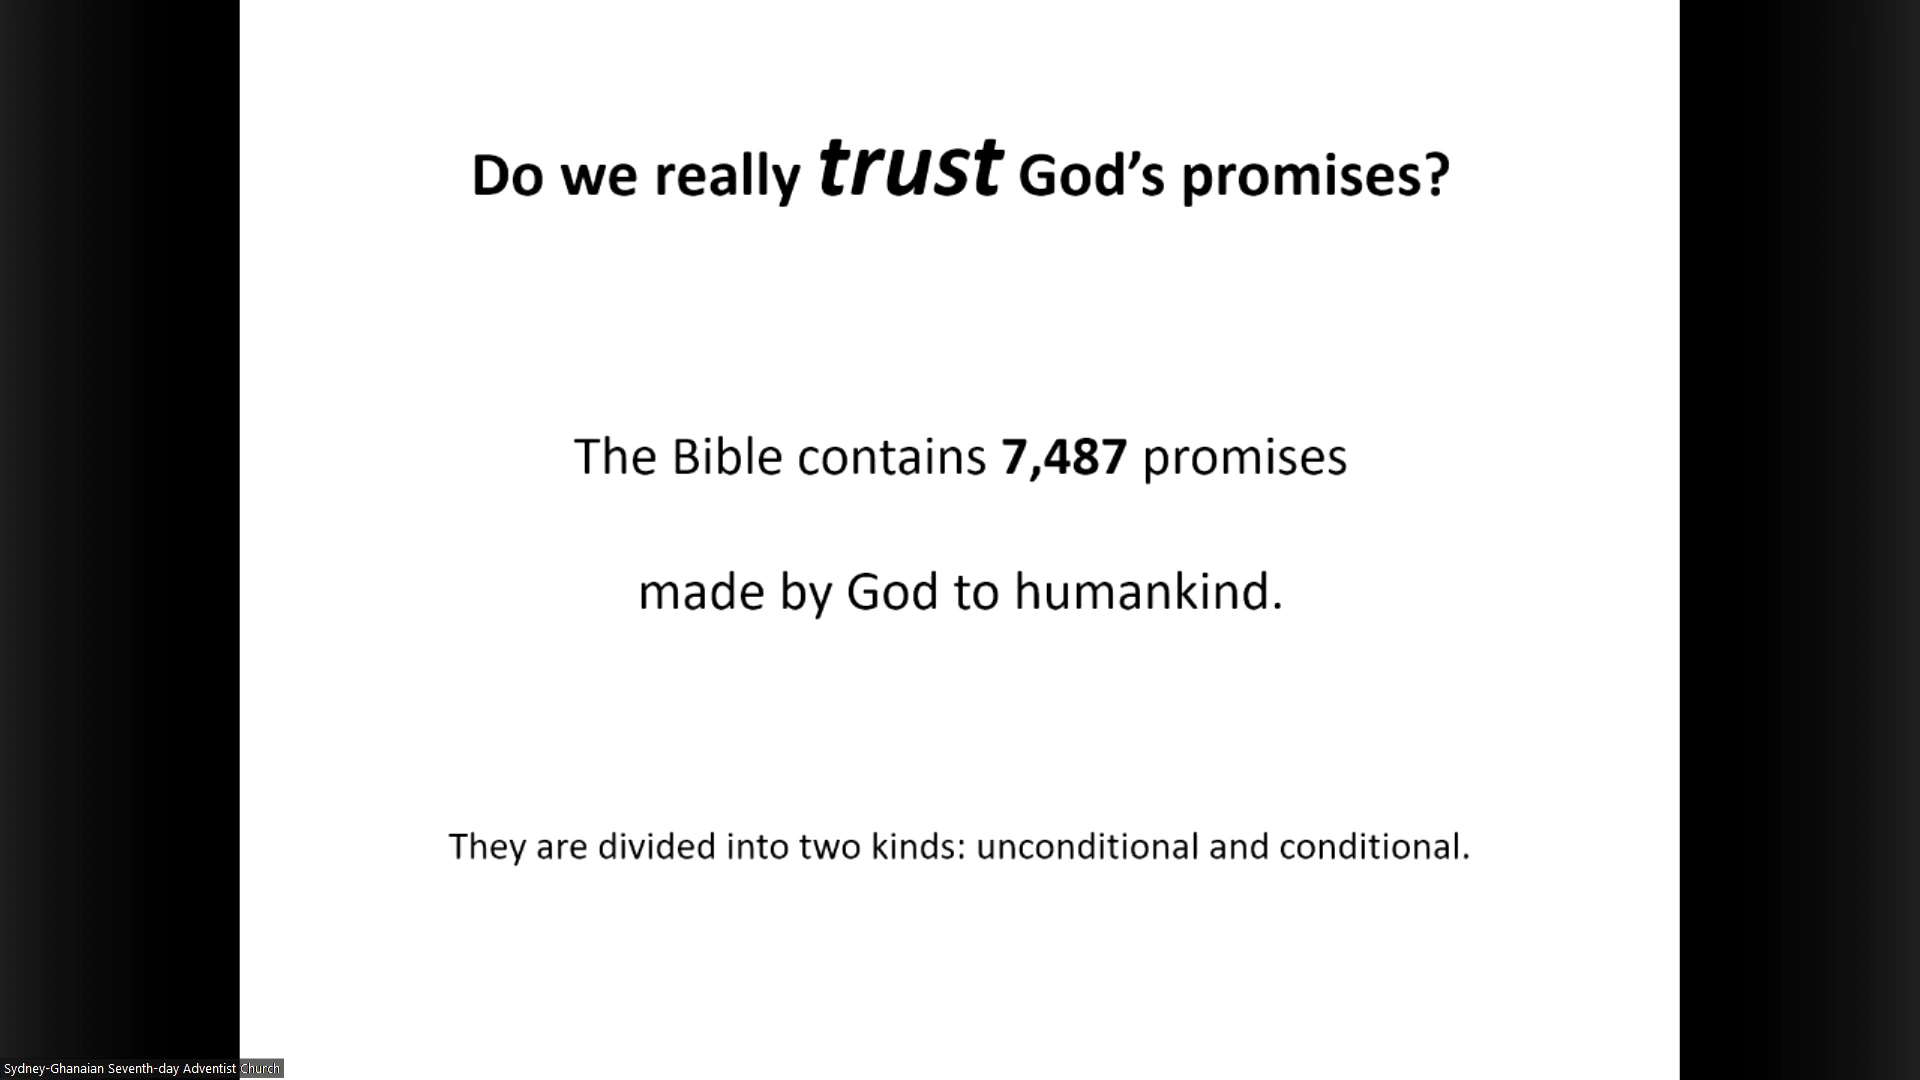 Do we really trust God’s promises?
The Bible contains 7,487 promises
made by God to humankind.
They are divided into two kinds: unconditional and conditional.
Sydney-Ghanaian Seventh-day Adventist Church